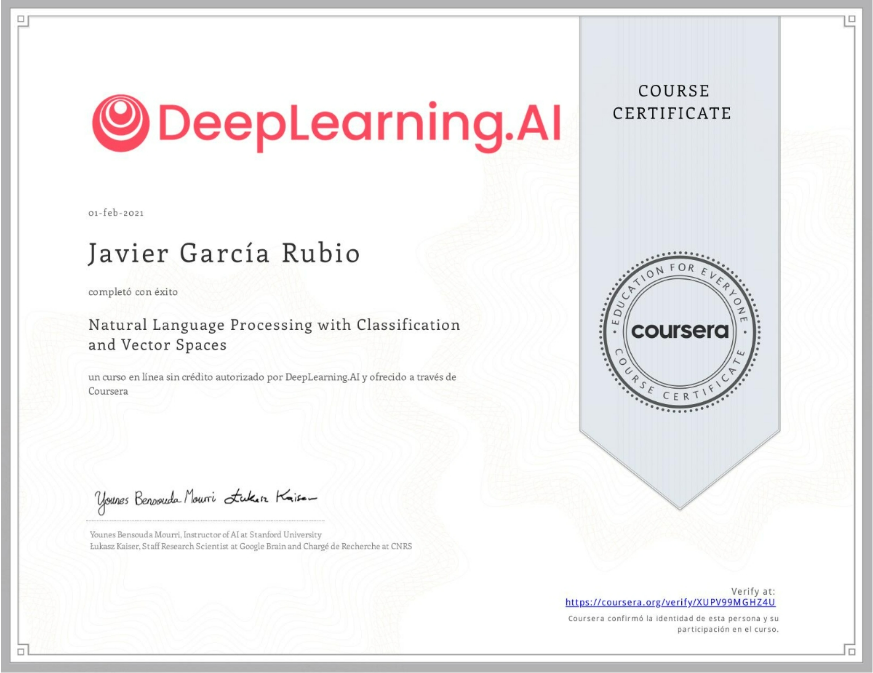 DeepLearning.AI
COURSE
CERTIFICATE
01-feb-2021
Javier García Rubio
completó con éxito
Natural Language Processing with Classification
and Vector Spaces
un curso en línea sin crédito autorizado por DeepLearning.AI y ofrecido a través de
Coursera
EDUCATION FOR EVERYONE
coursera
COURSE CERTIFICATE
Younes Bensouda Mourri Łukasz Kaiser
Younes Bensouda Mourri, Instructor of AI at Stanford University
Łukasz Kaiser, Staff Research Scientist at Google Brain and Chargé de Recherche at CNRS
Verify at:
https://coursera.org/verify/XUPV99MGHZ4U
Coursera confirmó la identidad de esta persona y su
participación en el curso.